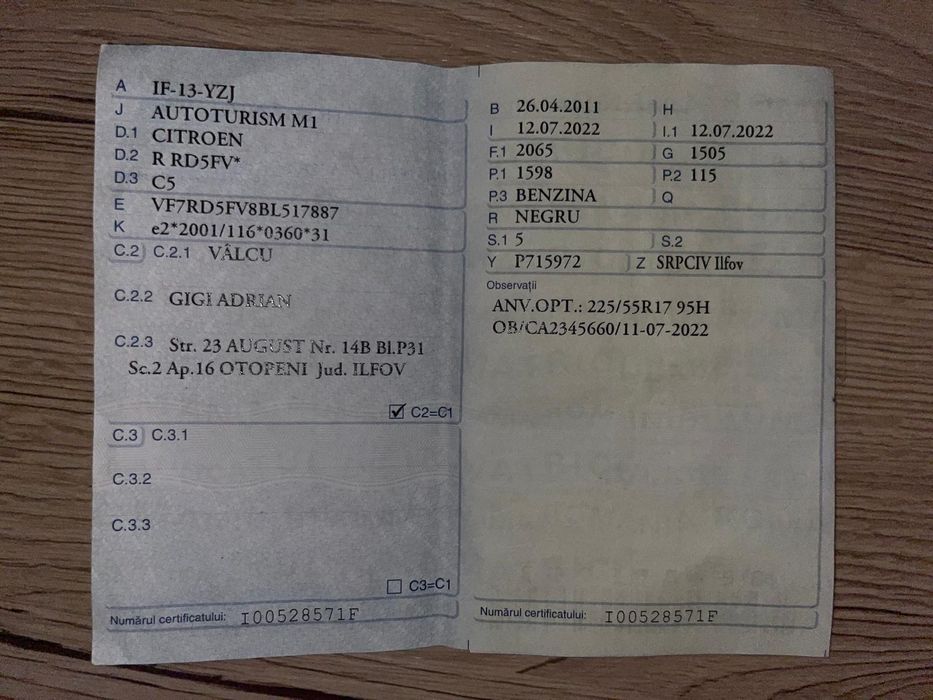 A IF-13-YZJ
J AUTOTURISM M1
D.1 CITROEN
D.2 R RD5FV*
D.3 C5
E VF7RD5FV8BL517887
K e2*2001/116*0360*31
C.2 C.2.1 VÂLCU
C.2.2 GIGI ADRIAN
C.2.3 Str. 23 AUGUST Nr. 14B Bl.P31
Sc.2 Ap.16 OTOPENI Jud. ILFOV
C2=C1
C.3 C.3.1
C.3.2
C.3.3
C3=C1
Numărul certificatului: I00528571F
B 26.04.2011 H
I 12.07.2022 I.1 12.07.2022
F.1 2065 G 1505
P.1 1598 P.2 115
P.3 BENZINA Q
R NEGRU
S.1 5 S.2
Y P715972 Z SRPCIV Ilfov
Observații
ANV.OPT.: 225/55R17 95H
OB/CA2345660/11-07-2022
Numărul certificatului: I00528571F